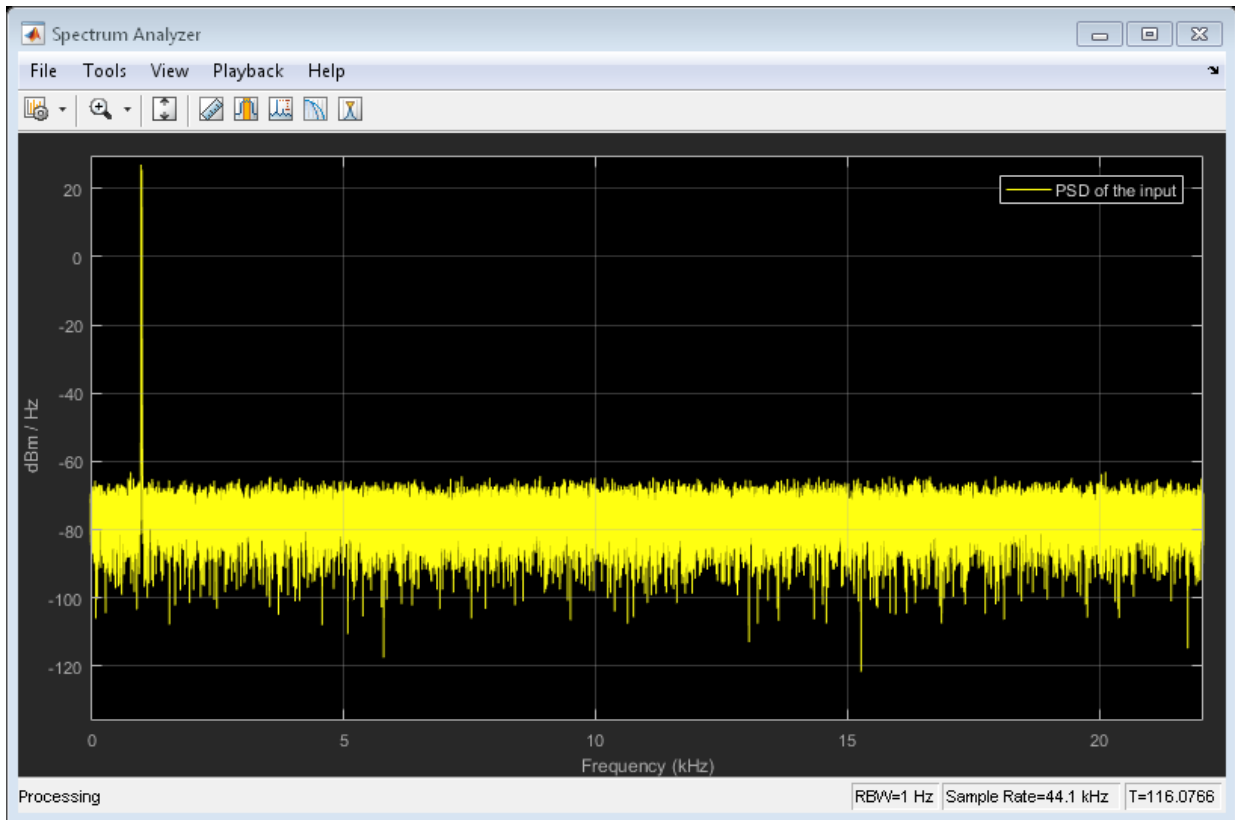 Spectrum Analyzer
File Tools View Playback Help
PSD of the input
20
0
-20
-40
-60
-80
-100
-120
dBm / Hz
0 5 10 15 20
Frequency (kHz)
Processing RBW=1 Hz Sample Rate=44.1 kHz T=116.0766